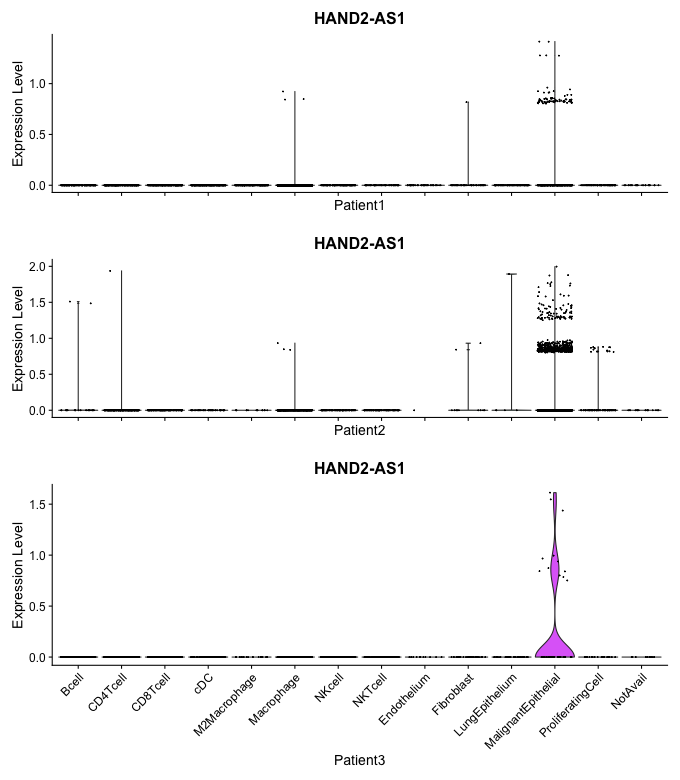 HAND2-AS1
Expression Level
1.0
0.5
0.0
Patient1
HAND2-AS1
Expression Level
2.0
1.5
1.0
0.5
0.0
Patient2
HAND2-AS1
Expression Level
1.5
1.0
0.5
0.0
Bcell
CD4Tcell
CD8Tcell
cDC
M2Macrophage
Macrophage
NKcell
NKTcell
Endothelium
Fibroblast
LungEpithelium
MalignantEpithelial
ProliferatingCell
NotAvail
Patient3